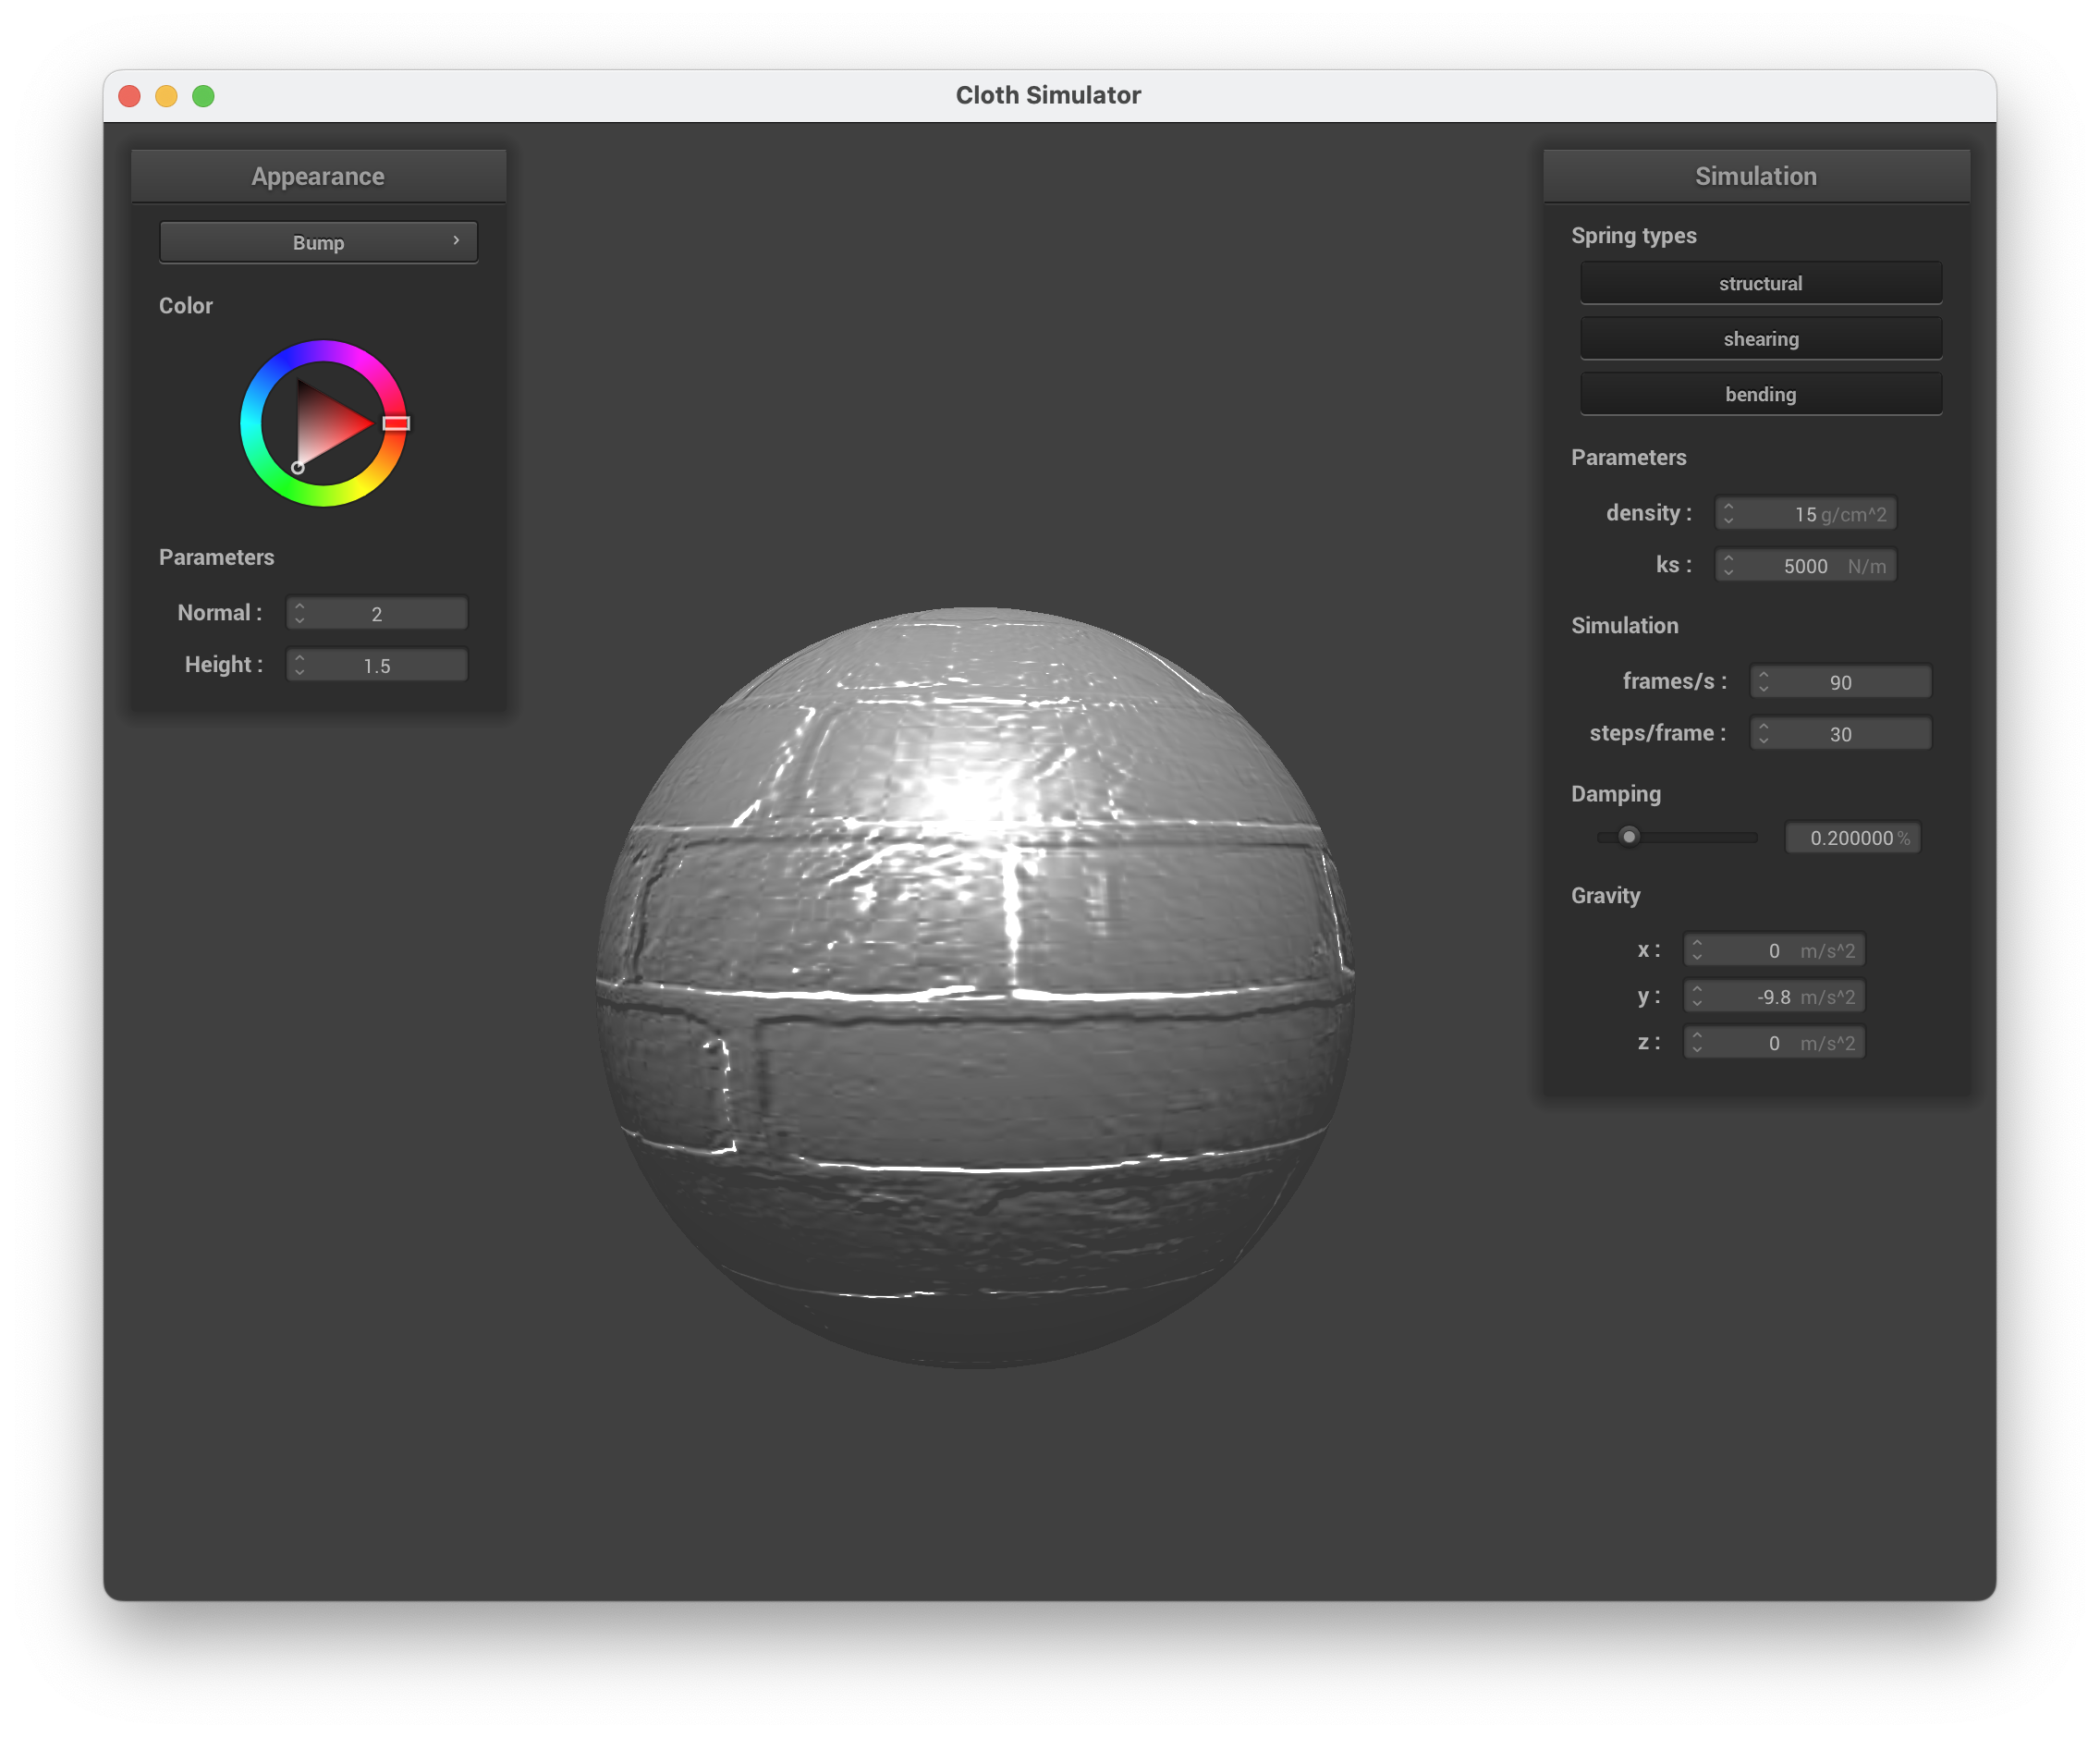 Cloth Simulator
Appearance
Bump
Color
Parameters
Normal : 2
Height : 1.5
Simulation
Spring types
structural
shearing
bending
Parameters
density : 15 g/cm^2
ks : 5000 N/m
Simulation
frames/s : 90
steps/frame : 30
Damping
0.200000 %
Gravity
x : 0 m/s^2
y : -9.8 m/s^2
z : 0 m/s^2